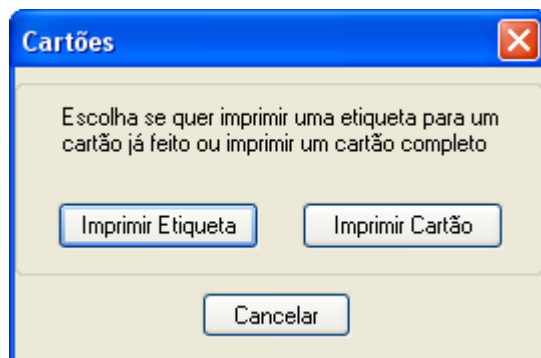 Cartões
Escolha se quer imprimir uma etiqueta para um
cartão já feito ou imprimir um cartão completo
Imprimir Etiqueta Imprimir Cartão
Cancelar